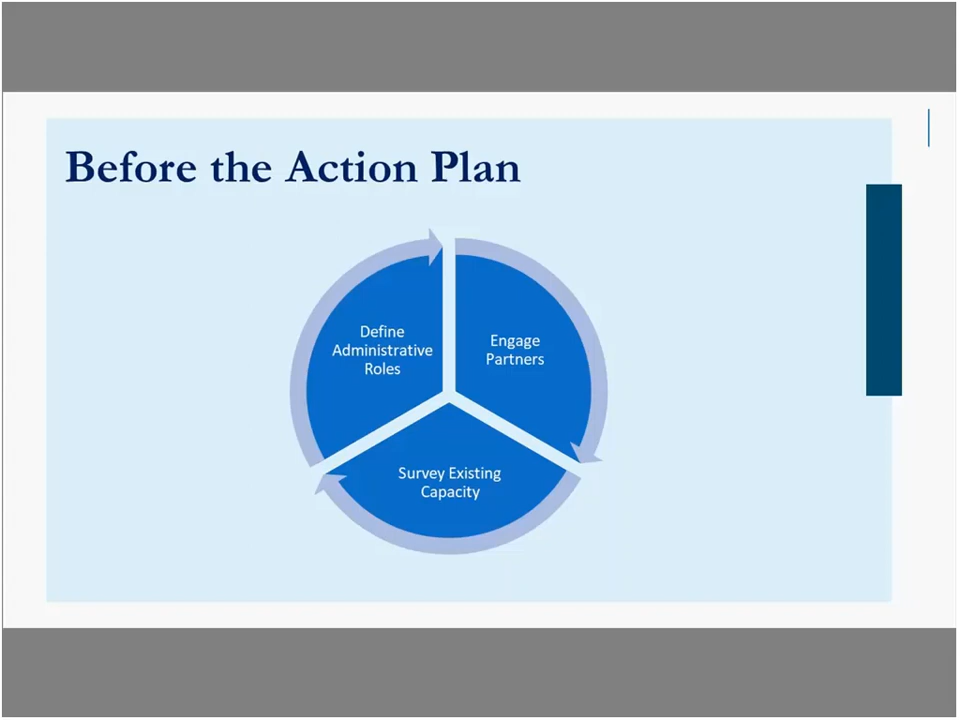 Before the Action Plan
Define
Administrative
Roles
Engage
Partners
Survey Existing
Capacity